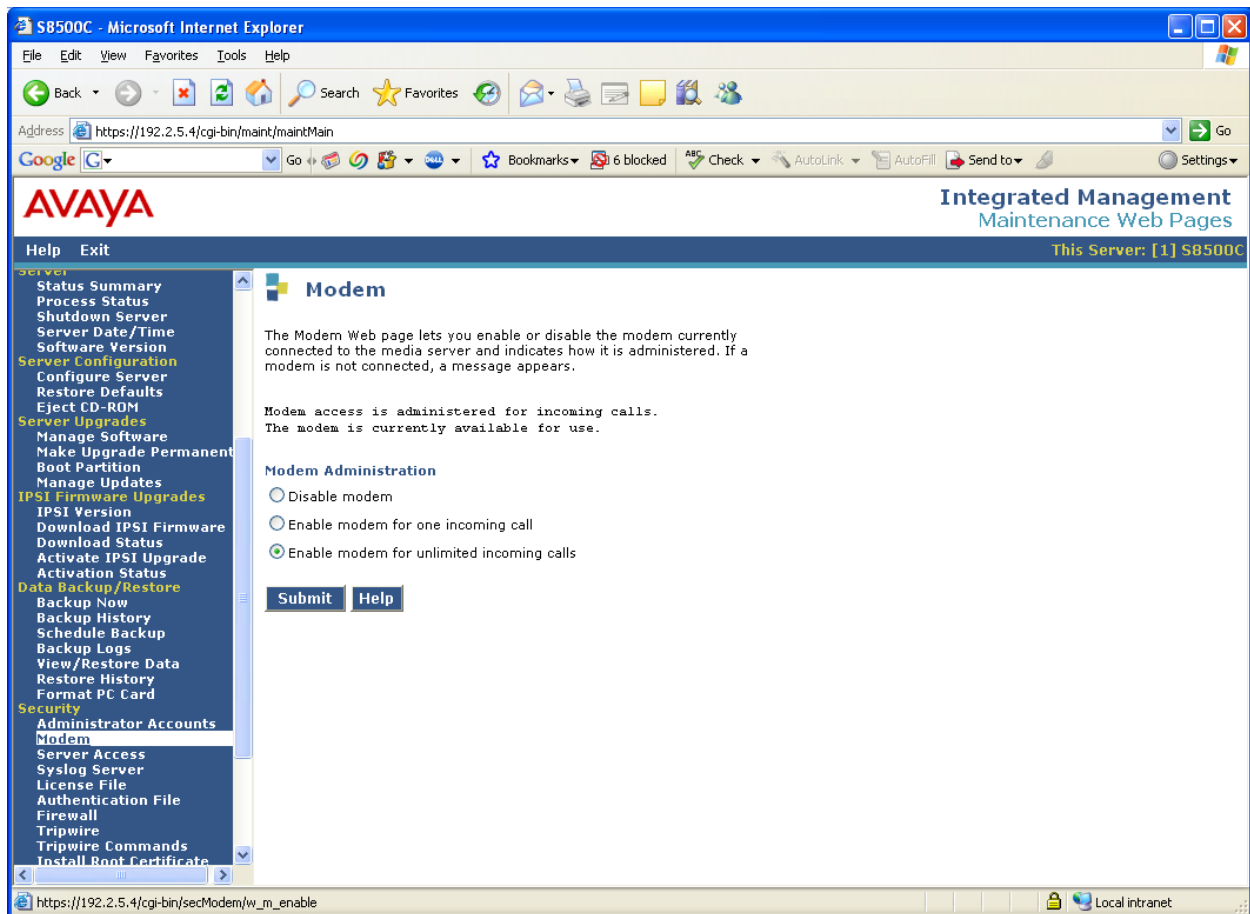 S8500C - Microsoft Internet Explorer
File Edit View Favorites Tools Help
Back Search Favorites
Address https://192.2.5.4/cgi-bin/maint/maintMain Go
Google G Go Bookmarks 6 blocked ABC Check AutoLink AutoFill Send to Settings
AVAYA
Integrated Management
Maintenance Web Pages
Help Exit
This Server: [1] S8500C
Server
Status Summary
Process Status
Shutdown Server
Server Date/Time
Software Version
Server Configuration
Configure Server
Restore Defaults
Eject CD-ROM
Server Upgrades
Manage Software
Make Upgrade Permanent
Boot Partition
Manage Updates
IPSI Firmware Upgrades
IPSI Version
Download IPSI Firmware
Download Status
Activate IPSI Upgrade
Activation Status
Data Backup/Restore
Backup Now
Backup History
Schedule Backup
Backup Logs
View/Restore Data
Restore History
Format PC Card
Security
Administrator Accounts
Modem
Server Access
Syslog Server
License File
Authentication File
Firewall
Tripwire
Tripwire Commands
Install Root Certificate
Modem
The Modem Web page lets you enable or disable the modem currently
connected to the media server and indicates how it is administered. If a
modem is not connected, a message appears.
Modem access is administered for incoming calls.
The modem is currently available for use.
Modem Administration
Disable modem
Enable modem for one incoming call
Enable modem for unlimited incoming calls
Submit Help
https://192.2.5.4/cgi-bin/secModem/w_m_enable
Local intranet